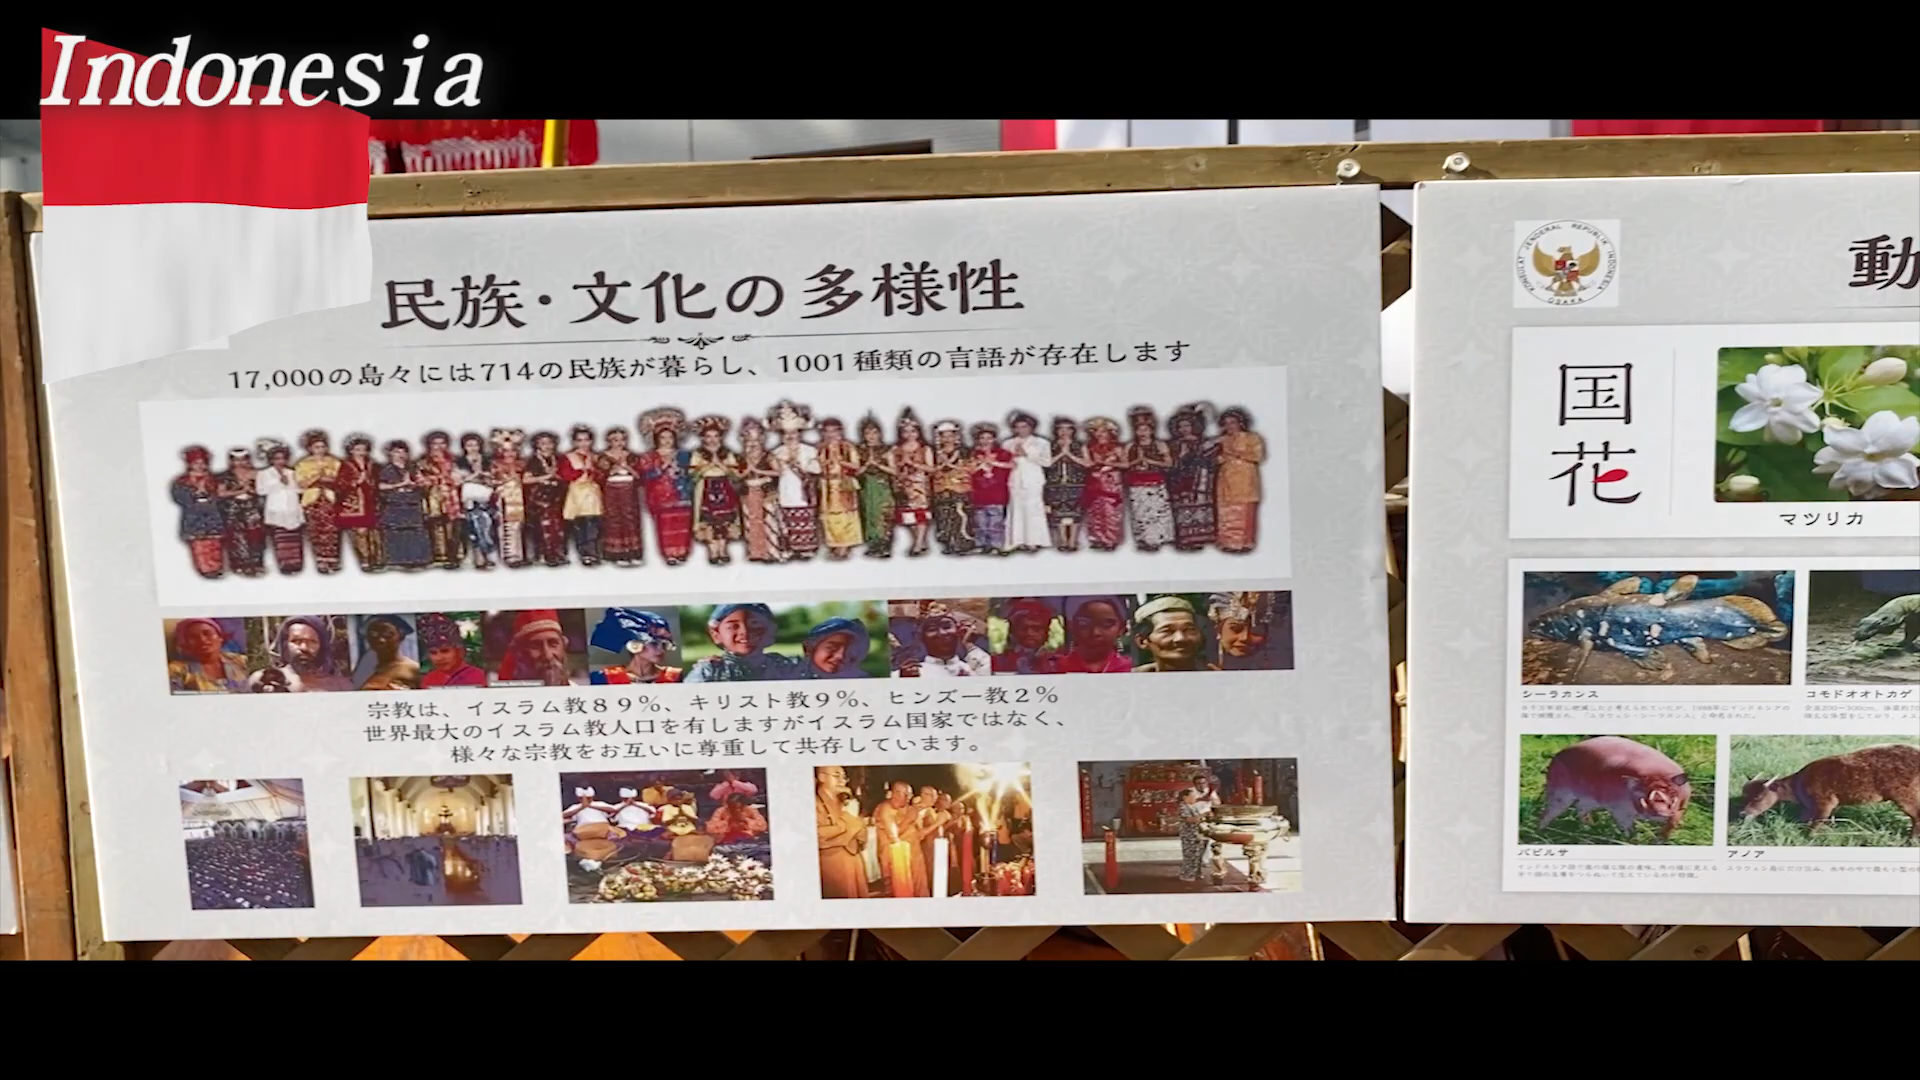 Indonesia
民族・文化の多様性
17,000の島々には714の民族が暮らし、1001種類の言語が存在します
宗教は、イスラム教89%、キリスト教9%、ヒンズー教2%
世界最大のイスラム教人口を有しますがイスラム国家ではなく、
様々な宗教をお互いに尊重して共存しています。
KONSULAT JENDERAL REPUBLIK INDONESIA
OSAKA
動
国花
マツリカ
シーラカンス
コモドオオトカゲ
バビルサ
アノア